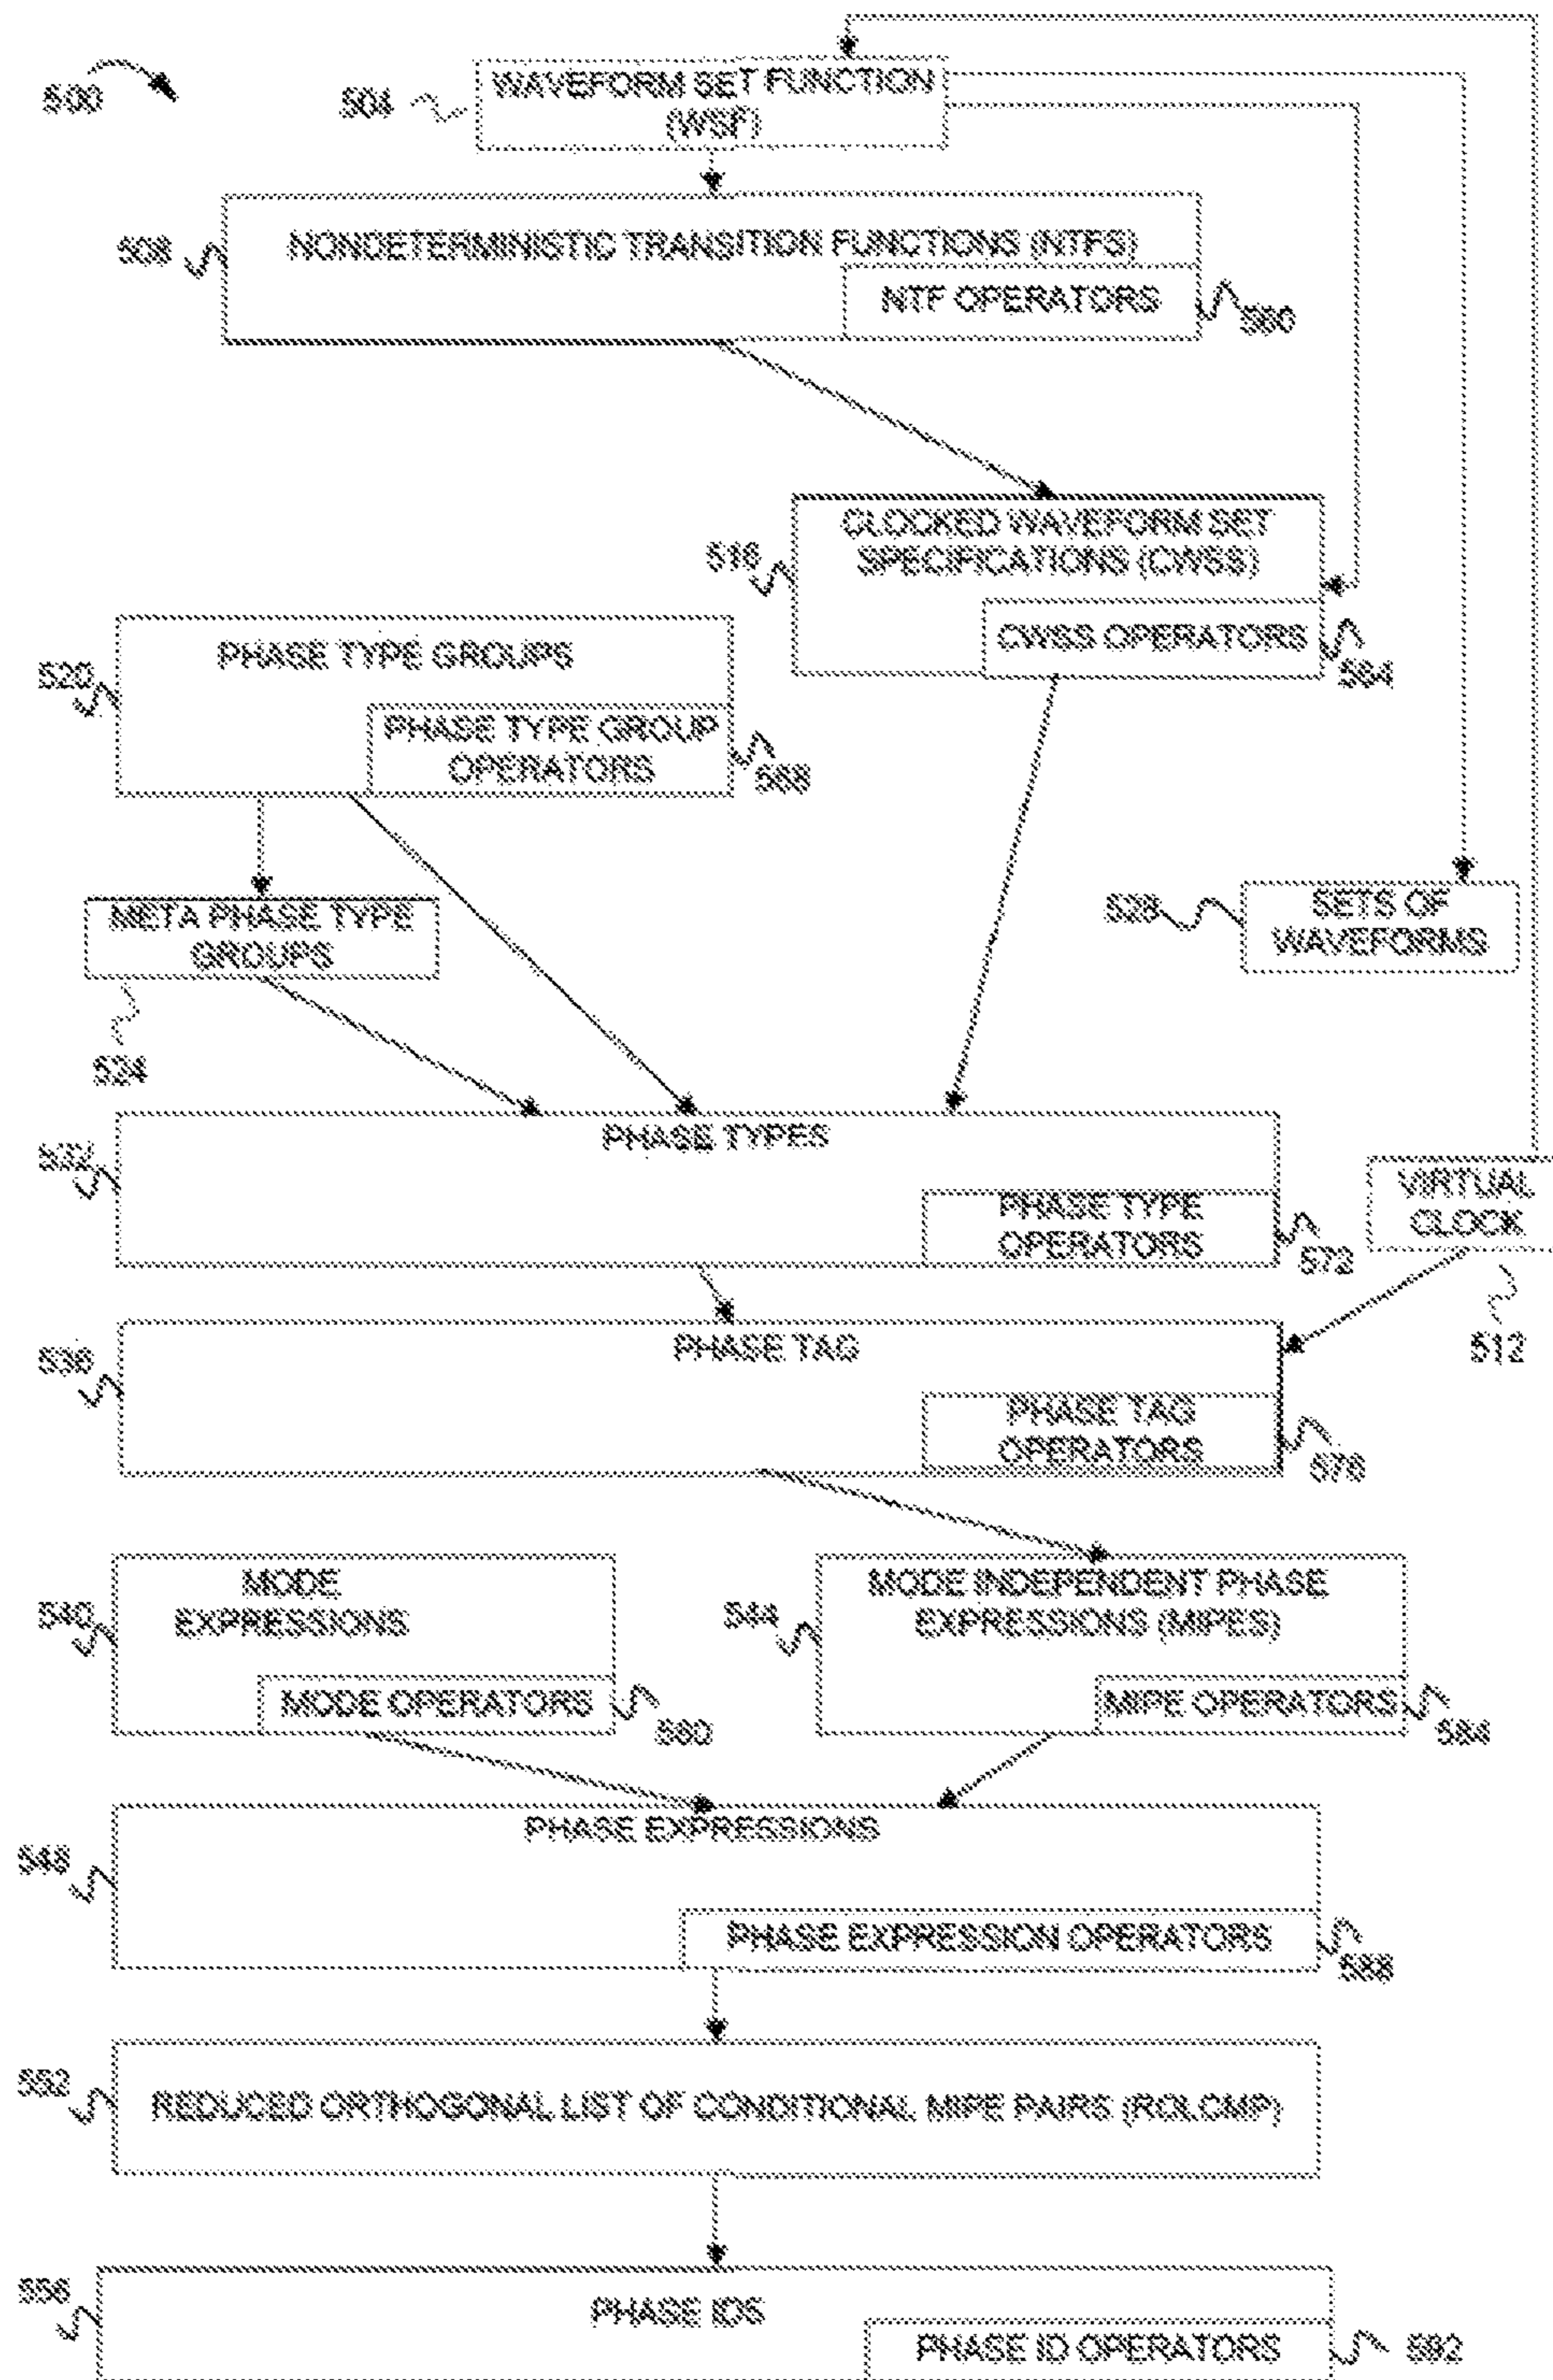 500
504
WAVEFORM SET FUNCTION
(WSF)
508
NONDETERMINISTIC TRANSITION FUNCTIONS (NTFS)
NTF OPERATORS
560
516
CLOCKED WAVEFORM SET
SPECIFICATIONS (CWSS)
CWSS OPERATORS
564
520
PHASE TYPE GROUPS
PHASE TYPE GROUP
OPERATORS
568
META PHASE TYPE
GROUPS
524
528
SETS OF
WAVEFORMS
532
PHASE TYPES
PHASE TYPE
OPERATORS
572
VIRTUAL
CLOCK
512
536
PHASE TAG
PHASE TAG
OPERATORS
576
540
MODE
EXPRESSIONS
MODE OPERATORS
580
544
MODE INDEPENDENT PHASE
EXPRESSIONS (MIPES)
MIPE OPERATORS
584
548
PHASE EXPRESSIONS
PHASE EXPRESSION OPERATORS
588
552
REDUCED ORTHOGONAL LIST OF CONDITIONAL MIPE PAIRS (ROLCMP)
556
PHASE IDS
PHASE ID OPERATORS
592